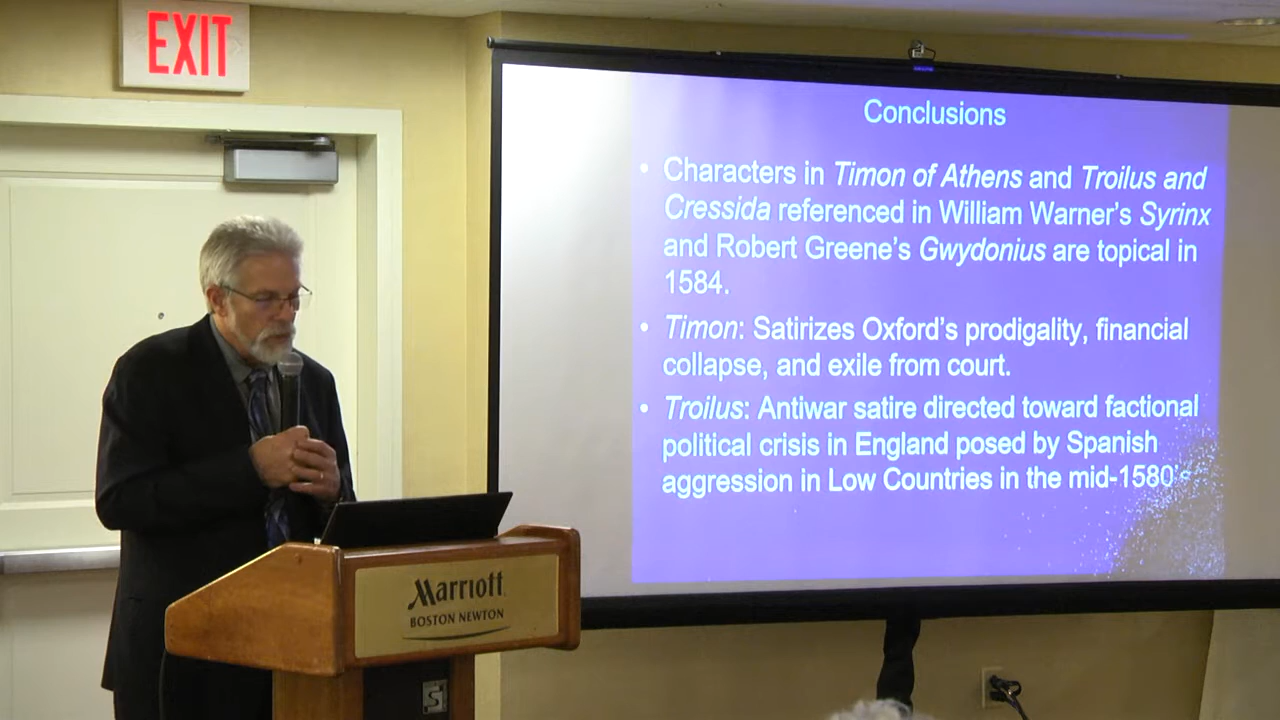 EXIT
Conclusions
• Characters in Timon of Athens and Troilus and
Cressida referenced in William Warner's Syrinx
and Robert Greene's Gwydonius are topical in
1584.
• Timon: Satirizes Oxford's prodigality, financial
collapse, and exile from court.
• Troilus: Antiwar satire directed toward factional
political crisis in England posed by Spanish
aggression in Low Countries in the mid-1580's
Marriott
BOSTON NEWTON
S